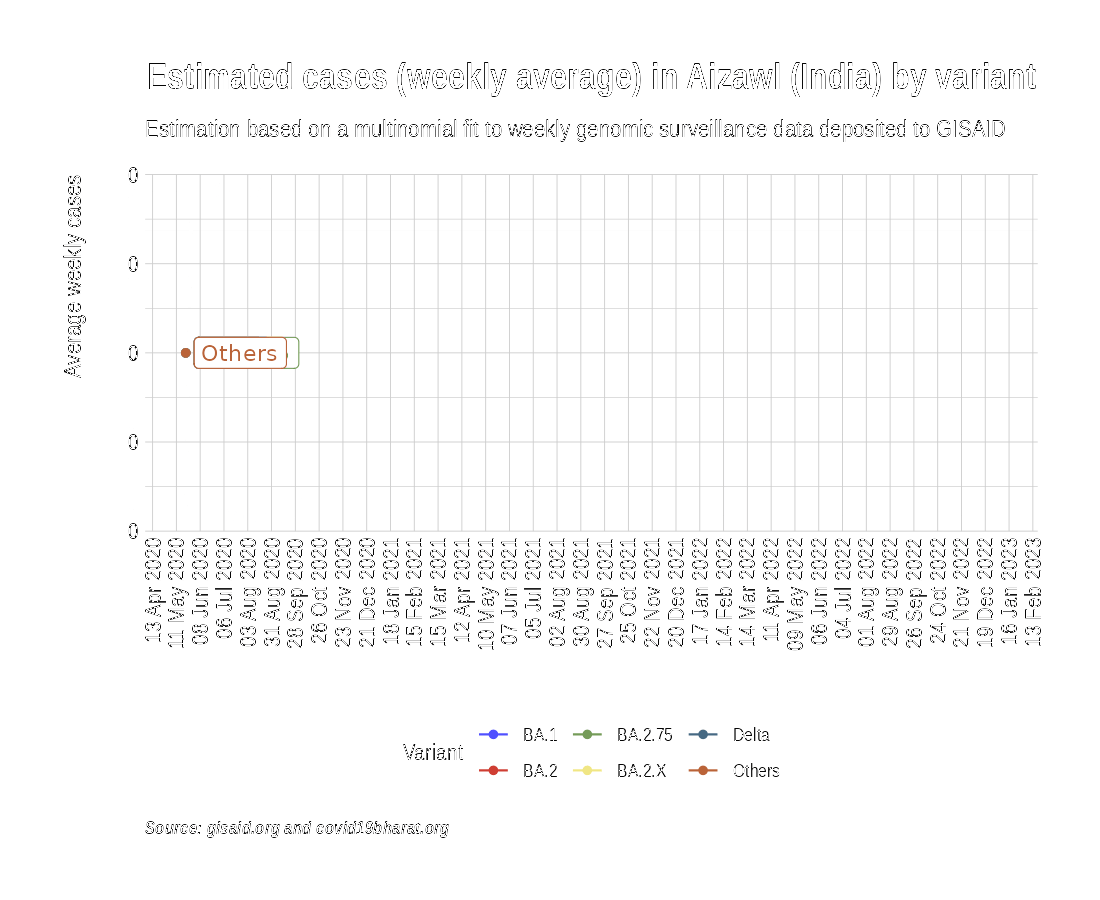 Estimated cases (weekly average) in Aizawl (India) by variant
Estimation based on a multinomial fit to weekly genomic surveillance data deposited to GISAID
Average weekly cases
0
0
0
0
0
Others
13 Apr 2020
11 May 2020
08 Jun 2020
06 Jul 2020
03 Aug 2020
31 Aug 2020
28 Sep 2020
26 Oct 2020
23 Nov 2020
21 Dec 2020
18 Jan 2021
15 Feb 2021
15 Mar 2021
12 Apr 2021
10 May 2021
07 Jun 2021
05 Jul 2021
02 Aug 2021
30 Aug 2021
27 Sep 2021
25 Oct 2021
22 Nov 2021
20 Dec 2021
17 Jan 2022
14 Feb 2022
14 Mar 2022
11 Apr 2022
09 May 2022
06 Jun 2022
04 Jul 2022
01 Aug 2022
29 Aug 2022
26 Sep 2022
24 Oct 2022
21 Nov 2022
19 Dec 2022
16 Jan 2023
13 Feb 2023
Variant
BA.1 BA.2.75 Delta
BA.2 BA.2.X Others
Source: gisaid.org and covid19bharat.org